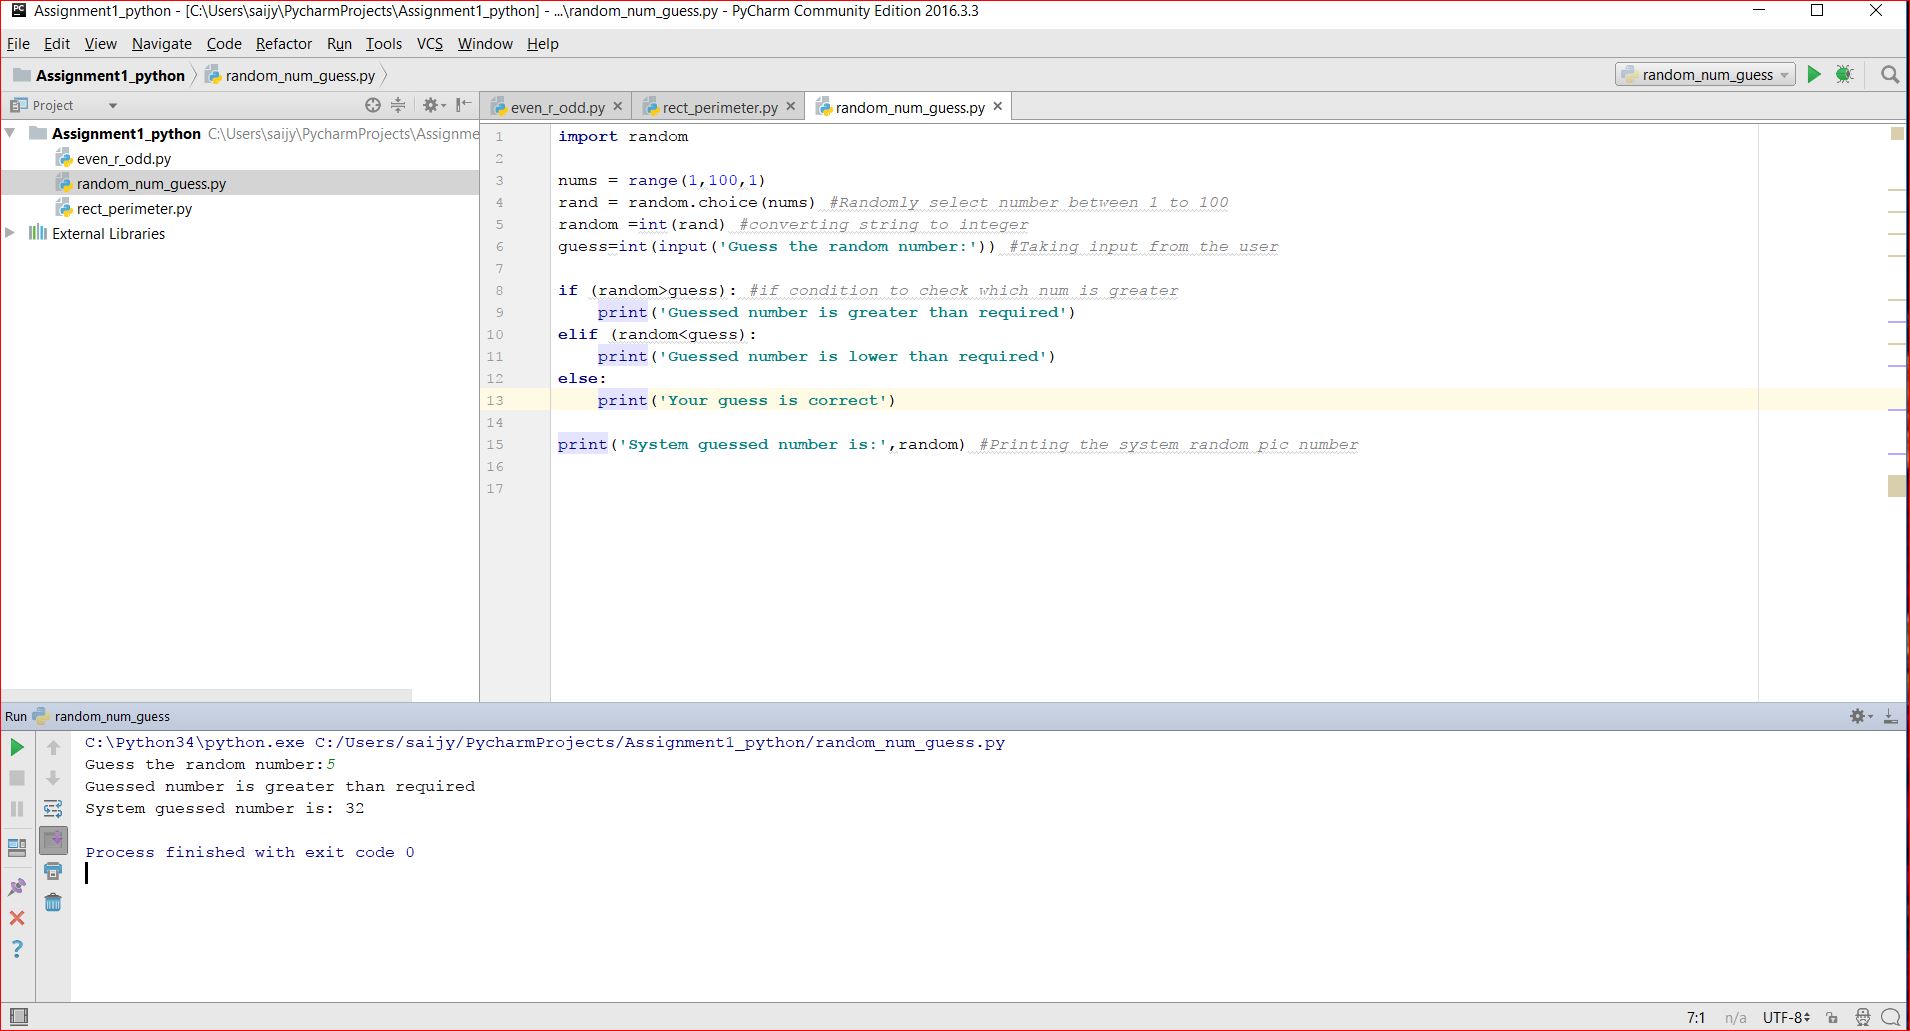 Assignment1_python - [C:\Users\saijy\PycharmProjects\Assignment1_python] - ...\random_num_guess.py - PyCharm Community Edition 2016.3.3
File Edit View Navigate Code Refactor Run Tools VCS Window Help
Assignment1_python random_num_guess.py random_num_guess
Project
even_r_odd.py rect_perimeter.py random_num_guess.py
Assignment1_python C:\Users\saijy\PycharmProjects\Assignme
even_r_odd.py
random_num_guess.py
rect_perimeter.py
External Libraries
1 import random
2
3 nums = range(1,100,1)
4 rand = random.choice(nums) #Randomly select number between 1 to 100
5 random =int(rand) #converting string to integer
6 guess=int(input('Guess the random number:')) #Taking input from the user
7
8 if (random>guess): #if condition to check which num is greater
9 print('Guessed number is greater than required')
10 elif (random<guess):
11 print('Guessed number is lower than required')
12 else:
13 print('Your guess is correct')
14
15 print('System guessed number is:',random) #Printing the system random pic number
16
17
Run random_num_guess
C:\Python34\python.exe C:/Users/saijy/PycharmProjects/Assignment1_python/random_num_guess.py
Guess the random number:5
Guessed number is greater than required
System guessed number is: 32
Process finished with exit code 0
7:1 n/a UTF-8